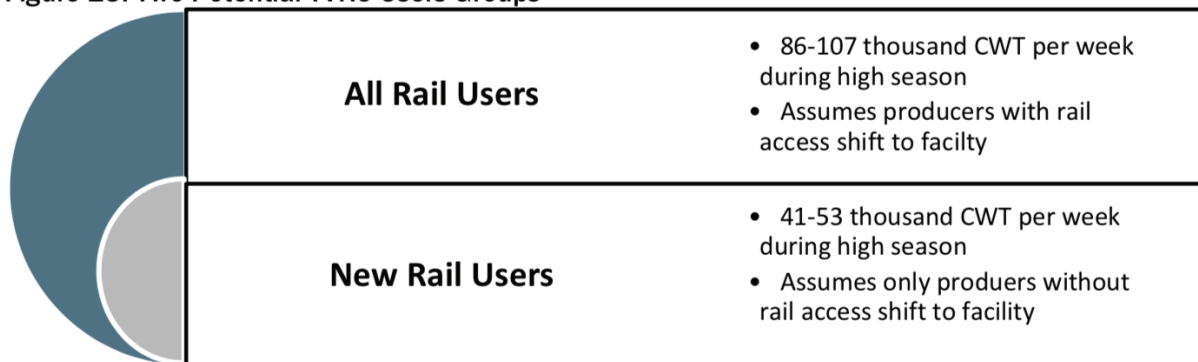 All Rail Users
• 86-107 thousand CWT per week
during high season
• Assumes producers with rail
access shift to facilty
New Rail Users
• 41-53 thousand CWT per week
during high season
• Assumes only produers without
rail access shift to facility